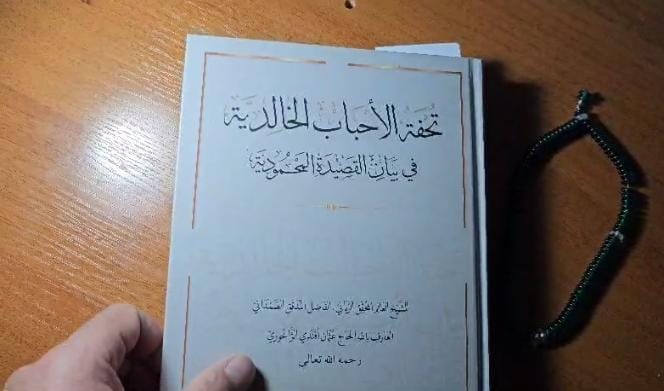 تحفة الأحباب الخالدية
في بيان القصيدة المحمودية
للشيخ العالم المحقق الرباني، الفاضل المدقق الصمداني
العارف بالله الحاج عثمان أفندي
رحمه الله تعالى